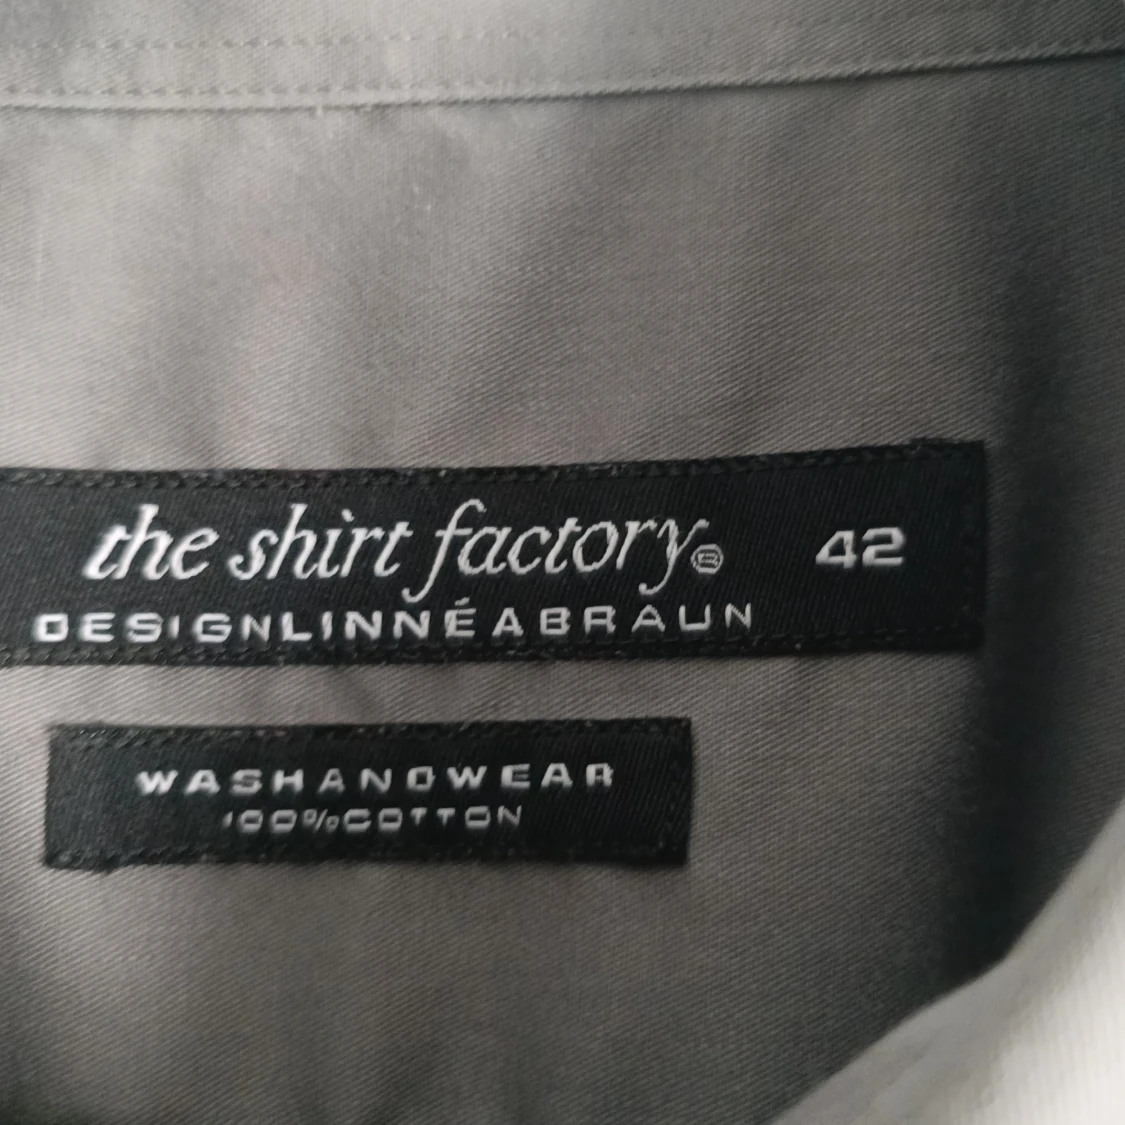 the shirt factory® 42
DESIGNLINNÉABRAUN
WASHANDWEAR
100%COTTON